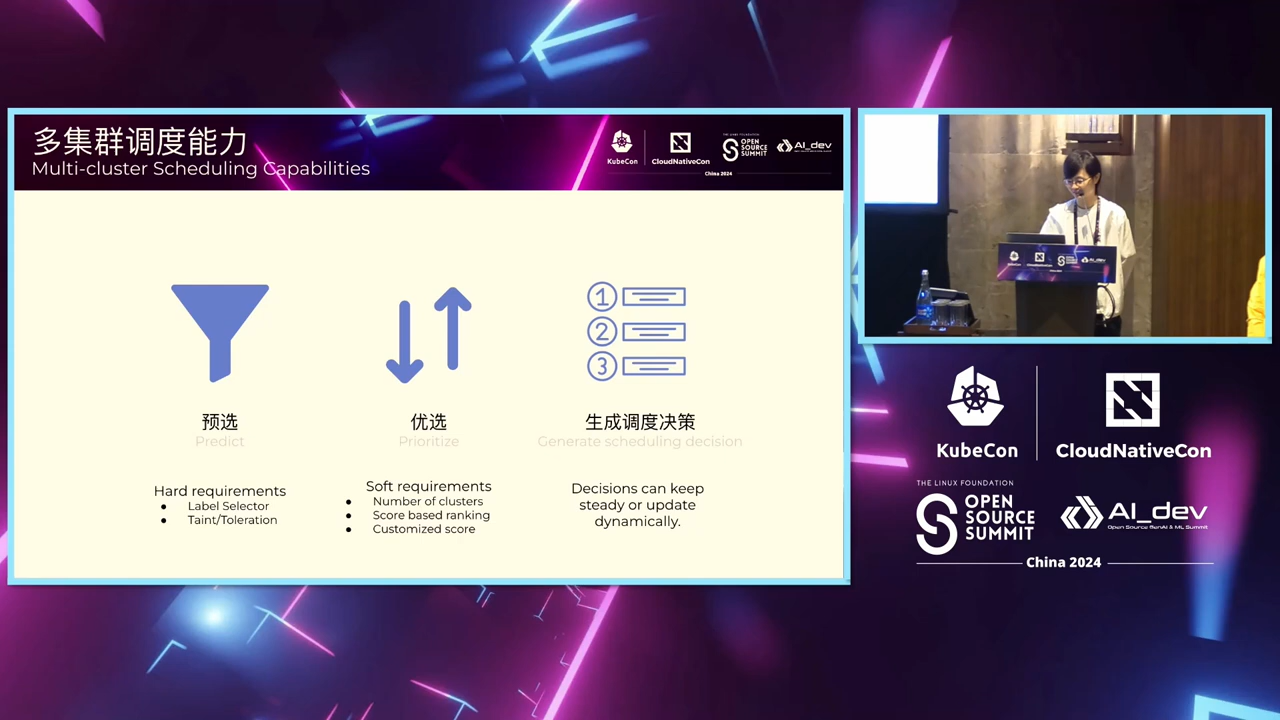 多集群调度能力
Multi-cluster Scheduling Capabilities
KubeCon
CloudNativeCon
THE LINUX FOUNDATION
OPEN
SOURCE
SUMMIT
AI_dev
China 2024
预选
Predict
Hard requirements
● Label Selector
● Taint/Toleration
优选
Prioritize
Soft requirements
● Number of clusters
● Score based ranking
● Customized score
生成调度决策
Generate scheduling decision
Decisions can keep
steady or update
dynamically.
KubeCon
CloudNativeCon
THE LINUX FOUNDATION
OPEN
SOURCE
SUMMIT
AI_dev
Open Source GenAI & ML Summit
China 2024